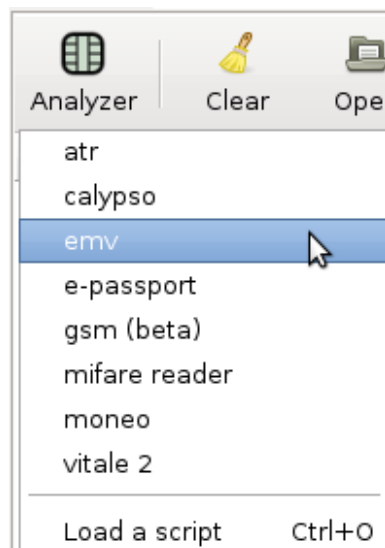 Analyzer Clear Ope
atr
calypso
emv
e-passport
gsm (beta)
mifare reader
moneo
vitale 2
Load a script Ctrl+O